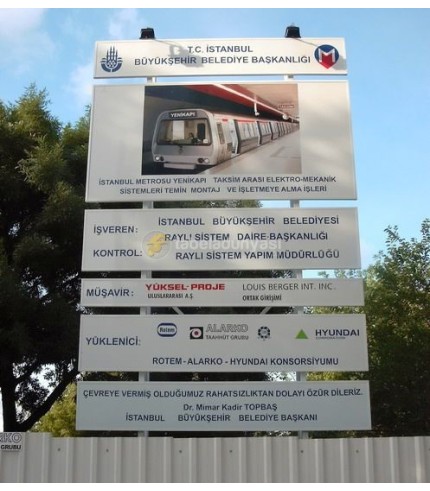 T.C. İSTANBUL
BÜYÜKŞEHİR BELEDİYE BAŞKANLIĞI
YENIKAPI
İSTANBUL METROSU YENİKAPI TAKSİM ARASI ELEKTRO-MEKANİK
SİSTEMLERİ TEMİN MONTAJ VE İŞLETMEYE ALMA İŞLERİ
İŞVEREN: İSTANBUL BÜYÜKŞEHİR BELEDİYESİ
RAYLI SİSTEM DAİRE BAŞKANLIĞI
tabeladünyası
KONTROL: RAYLI SİSTEM YAPIM MÜDÜRLÜĞÜ
MÜŞAVİR: YÜKSEL-PROJE LOUIS BERGER INT. INC.
ULUSLARARASI A.Ş ORTAK GİRİŞİMİ
YÜKLENİCİ: ROTEM ALARKO HYUNDAI
TAAHHÜT GRUBU
ROTEM-ALARKO-HYUNDAI KONSORSİYUMU
ÇEVREYE VERMİŞ OLDUĞUMUZ RAHATSIZLIKTAN DOLAYI ÖZÜR DİLERİZ.
Dr. Mimar Kadir TOPBAŞ
İSTANBUL BÜYÜKŞEHİR BELEDİYE BAŞKANI
ARKO
GRUBU